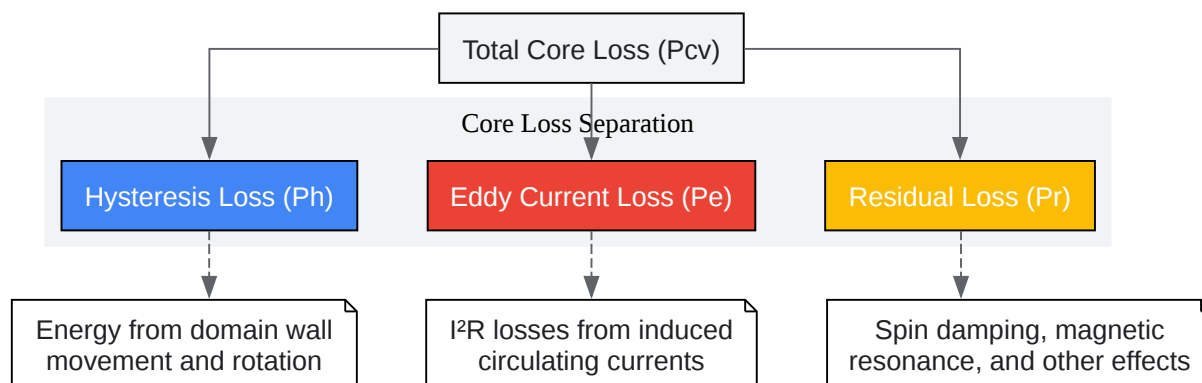 Total Core Loss (Pcv)
Core Loss Separation
Hysteresis Loss (Ph)
Eddy Current Loss (Pe)
Residual Loss (Pr)
Energy from domain wall
movement and rotation
I²R losses from induced
circulating currents
Spin damping, magnetic
resonance, and other effects